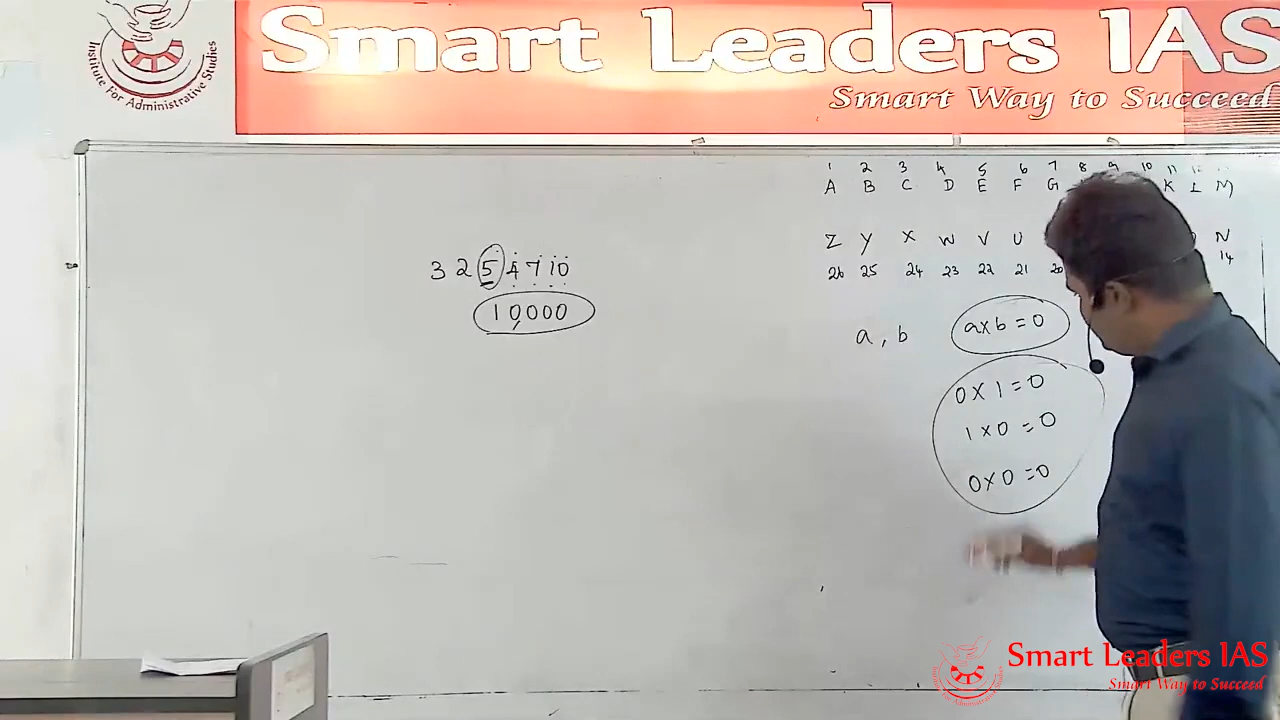 Smart Leaders IAS
Smart Way to Succeed
Institute For Administrative Studies
1 2 3 4 5 6 7 8 9 10 11
A B C D E F G K L M
Z Y X W V U N
26 25 24 23 22 21 20 14
3 2 5 4 7 10
10,000
a, b
a×b=0
0×1=0
1×0=0
0×0=0
Smart Leaders IAS
Smart Way to Succeed